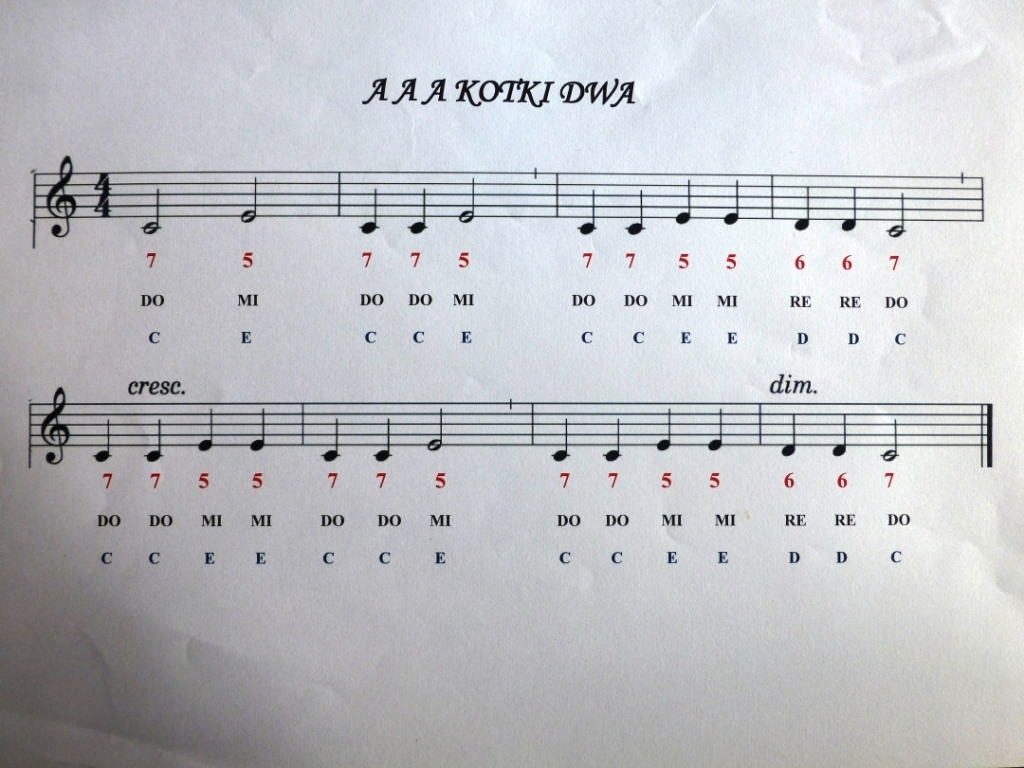 A A A KOTKI DWA
4
4
7 5 7 7 5 7 7 5 5 6 6 7
DO MI DO DO MI DO DO MI MI RE RE DO
C E C C E C C E E D D C
cresc. dim.
7 7 5 5 7 7 5 7 7 5 5 6 6 7
DO DO MI MI DO DO MI DO DO MI MI RE RE DO
C C E E C C E C C E E D D C